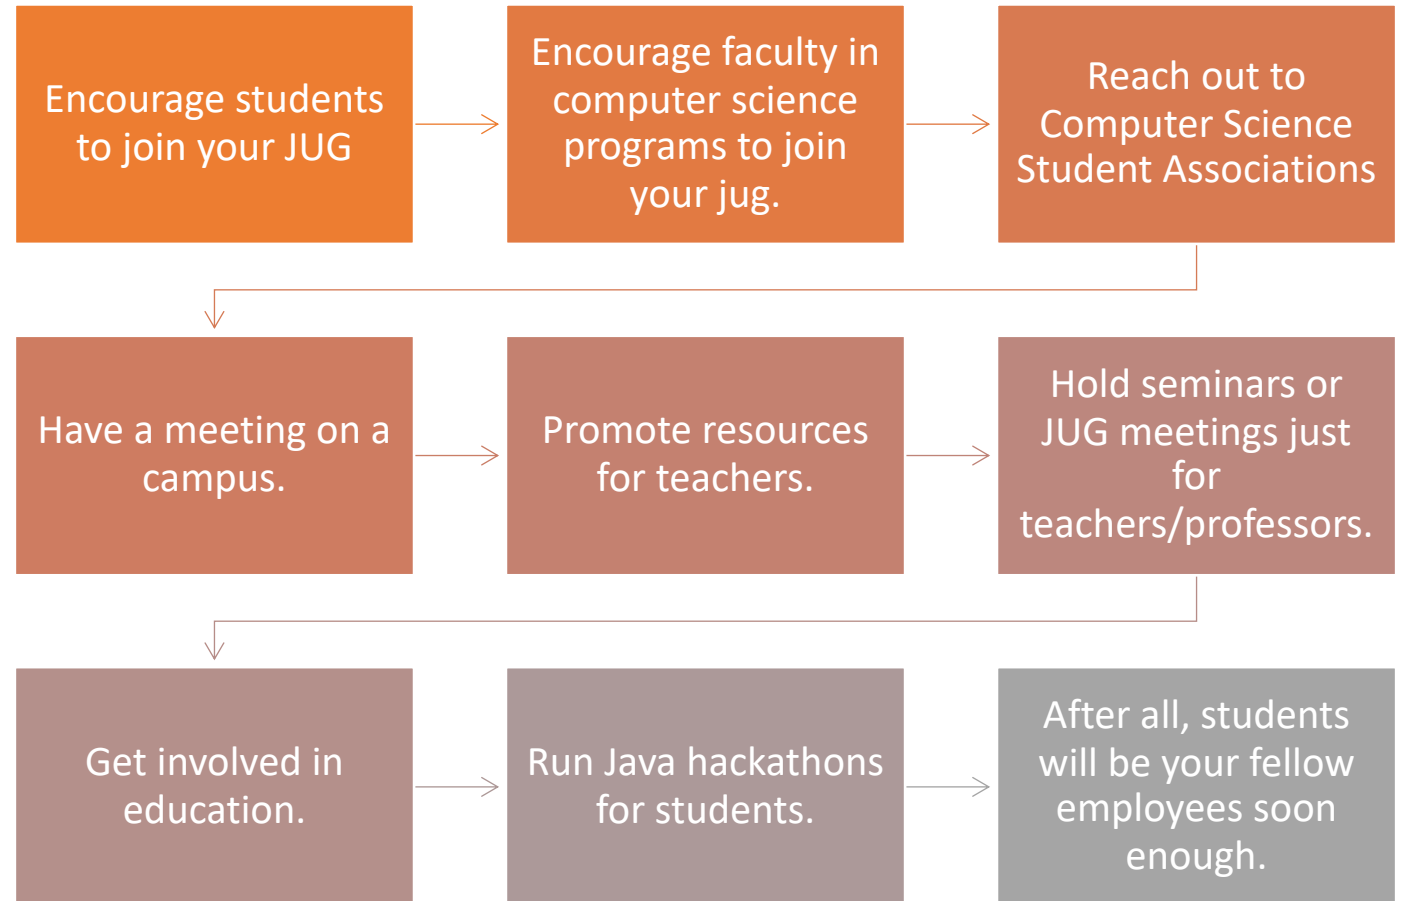 Encourage students
to join your JUG
Encourage faculty in
computer science
programs to join
your jug.
Reach out to
Computer Science
Student Associations
Have a meeting on a
campus.
Promote resources
for teachers.
Hold seminars or
JUG meetings just
for
teachers/professors.
Get involved in
education.
Run Java hackathons
for students.
After all, students
will be your fellow
employees soon
enough.